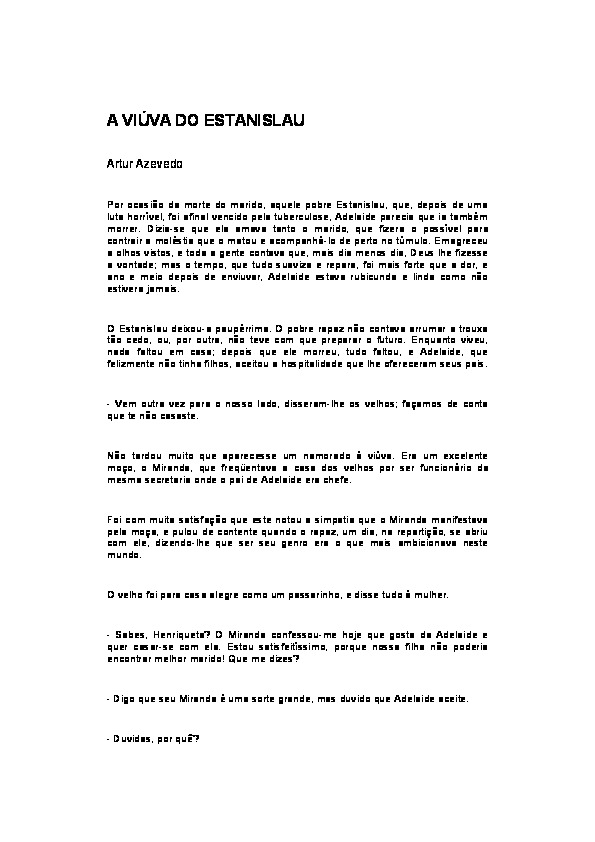 A VIÚVA DO ESTANISLAU
Artur Azevedo
Por ocasião da morte do marido, aquele pobre Estanislau, que, depois de uma
luta horrível, foi afinal vencido pela tuberculose, Adelaide parecia que ia também
morrer. Dizia-se que ela amava tanto o marido, que fizera o possível para
contrair a moléstia que o matou e acompanhá-lo de perto no túmulo. Emagreceu
a olhos vistos, e toda a gente contava que, mais dia menos dia, Deus lhe fizesse
a vontade; mas o tempo, que tudo suaviza e repara, foi mais forte que a dor, e
ano e meio depois de enviuvar, Adelaide estava rubicunda e linda como não
estivera jamais.
O Estanislau deixou-a paupérrima. O pobre rapaz não contava arrumar a trouxa
tão cedo, ou, por outra, não teve com que preparar o futuro. Enquanto viveu,
nada faltou em casa; depois que ele morreu, tudo faltou, e Adelaide, que
felizmente não tinha filhos, aceitou a hospitalidade que lhe ofereceram seus pais.
- Vem outra vez para o nosso lado, disseram-lhe os velhos; façamos de conta
que te não casaste.
Não tardou muito que aparecesse um namorado à viúva. Era um excelente
moço, o Miranda, que freqüentava a casa dos velhos por ser funcionário da
mesma secretaria onde o pai de Adelaide era chefe.
Foi com muita satisfação que este notou a simpatia que o Miranda manifestava
pela moça, e pulou de contente quando o rapaz, um dia, na repartição, se abriu
com ele, dizendo-lhe que ser seu genro era o que mais ambicionava neste
mundo.
O velho foi para casa alegre como um passarinho, e disse tudo à mulher.
- Sabes, Henriqueta? O Miranda confessou-me hoje que gosta da Adelaide e
quer casar-se com ela. Estou satisfeitíssimo, porque nossa filha não poderia
encontrar melhor marido! Que me dizes?
- Digo que seu Miranda é uma sorte grande, mas duvido que Adelaide aceite.
- Duvidas, por quê?